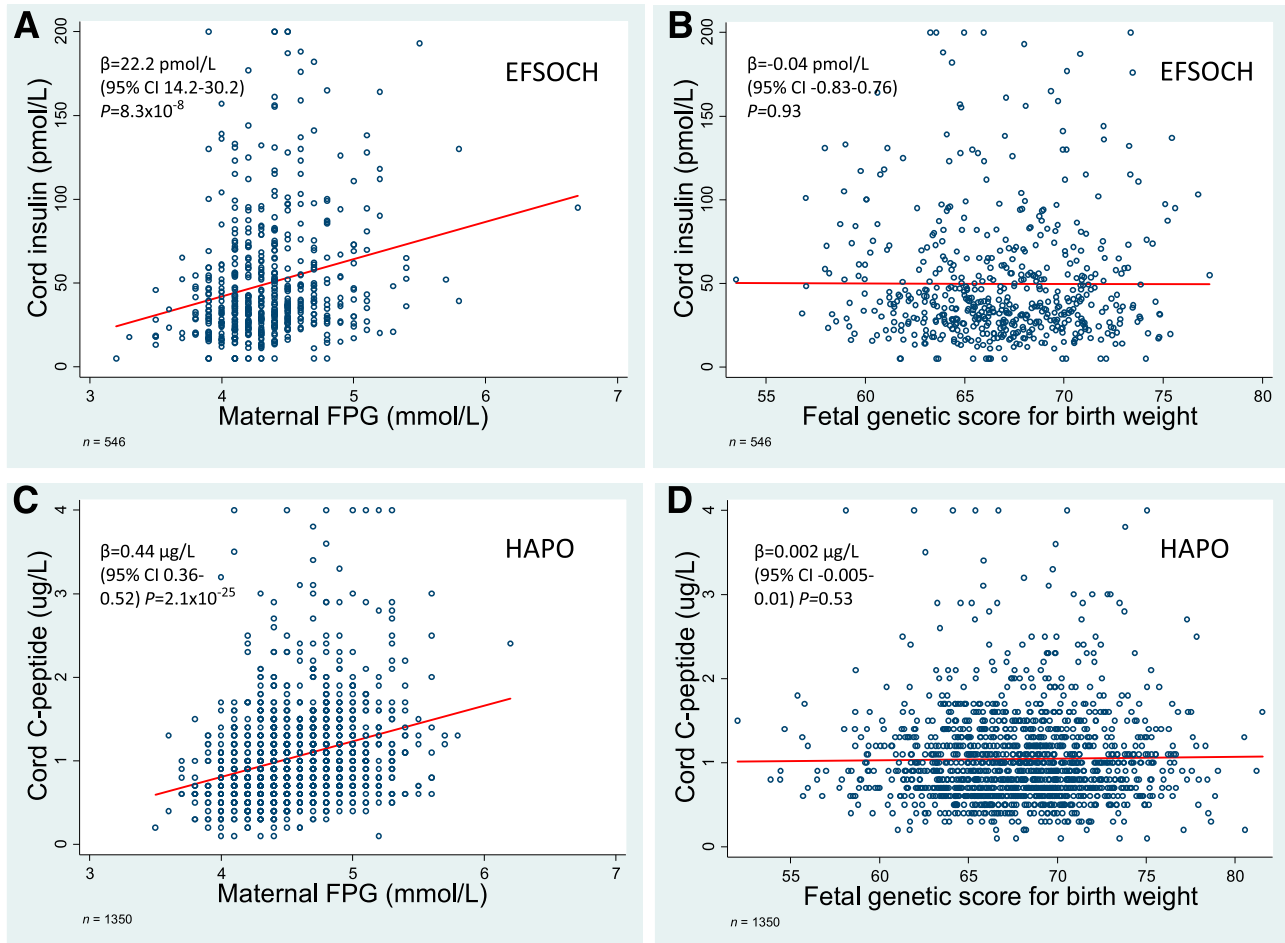 A
EFSOCH
β=22.2 pmol/L
(95% CI 14.2-30.2)
P=8.3x10-8
Cord insulin (pmol/L)
200
150
100
50
0
3 4 5 6 7
Maternal FPG (mmol/L)
n = 546
B
EFSOCH
β=-0.04 pmol/L
(95% CI -0.83-0.76)
P=0.93
Cord insulin (pmol/L)
200
150
100
50
0
55 60 65 70 75 80
Fetal genetic score for birth weight
n = 546
C
HAPO
β=0.44 µg/L
(95% CI 0.36-
0.52) P=2.1x10-25
Cord C-peptide (ug/L)
4
3
2
1
0
3 4 5 6 7
Maternal FPG (mmol/L)
n = 1350
D
HAPO
β=0.002 µg/L
(95% CI -0.005-
0.01) P=0.53
Cord C-peptide (ug/L)
4
3
2
1
0
55 60 65 70 75 80
Fetal genetic score for birth weight
n = 1350